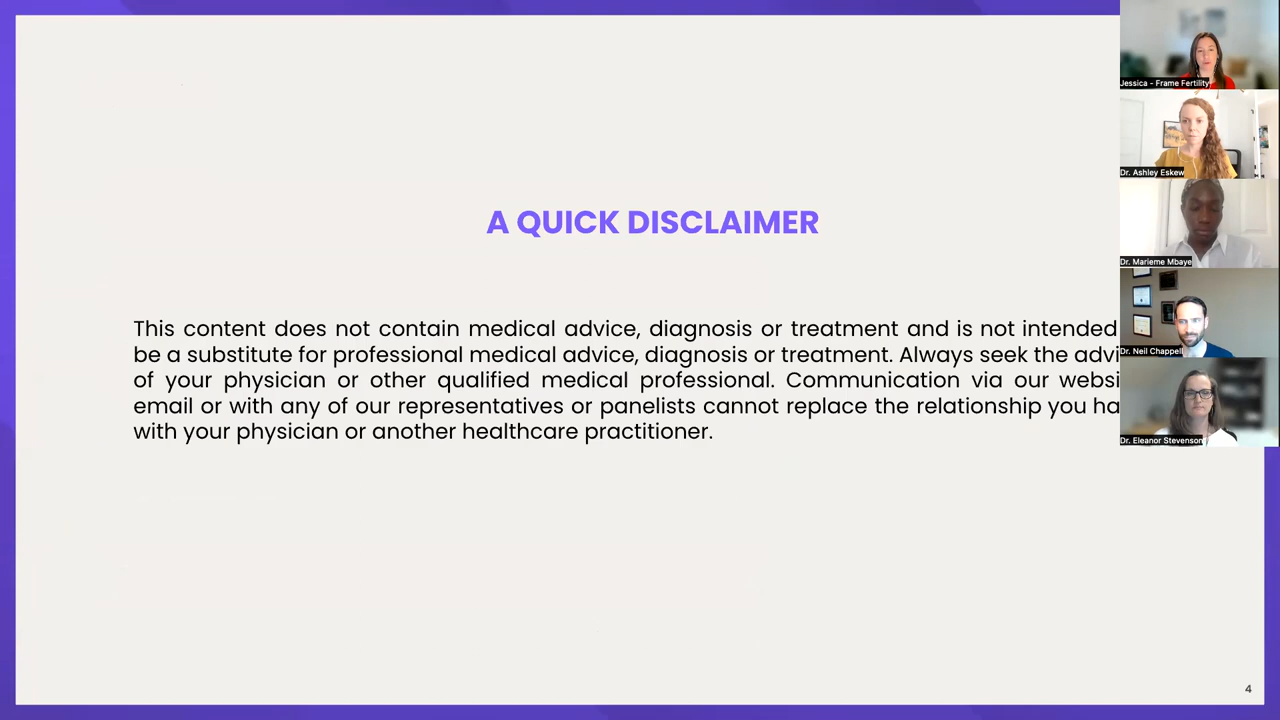 A QUICK DISCLAIMER
This content does not contain medical advice, diagnosis or treatment and is not intended
be a substitute for professional medical advice, diagnosis or treatment. Always seek the advi
of your physician or other qualified medical professional. Communication via our websi
email or with any of our representatives or panelists cannot replace the relationship you ha
with your physician or another healthcare practitioner.
Jessica - Frame Fertility
Dr. Ashley Eskew
Dr. Marieme Mbaye
Dr. Neil Chappell
Dr. Eleanor Stevenson
4